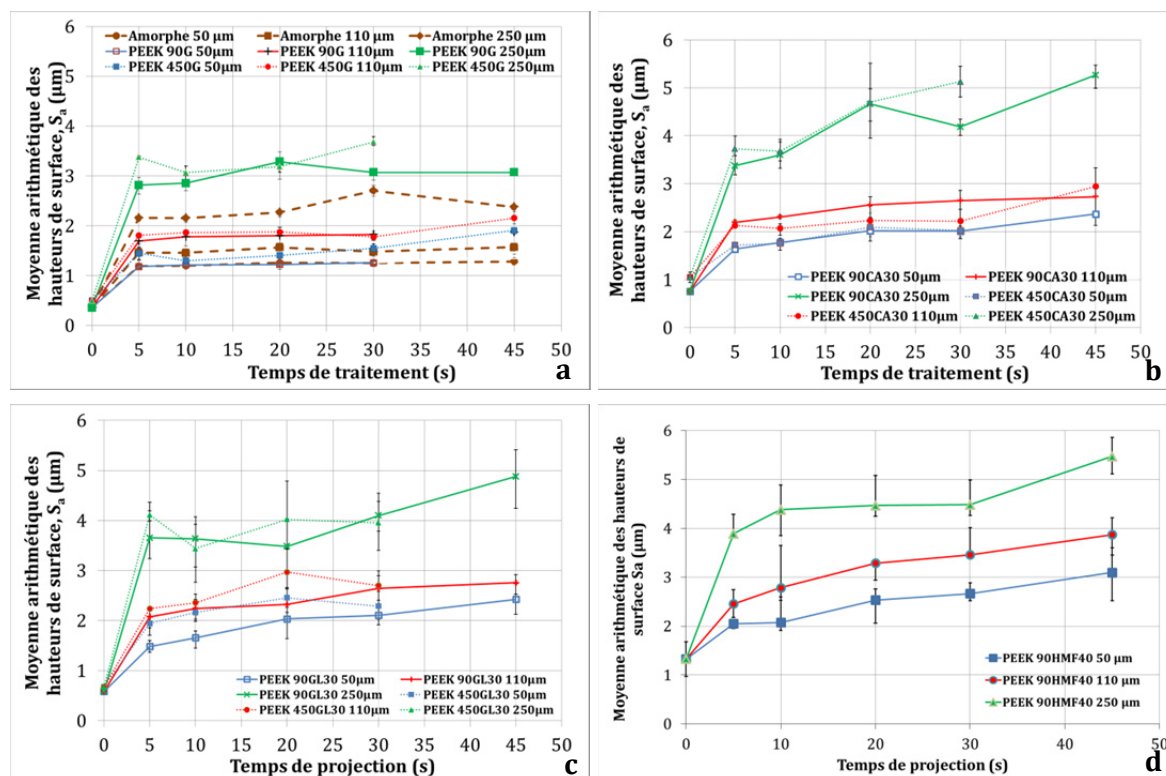 6
5
4
3
2
1
0
Moyenne arithmétique des
hauteurs de surface, Sa (µm)
Amorphe 50 µm Amorphe 110 µm Amorphe 250 µm
PEEK 90G 50µm PEEK 90G 110µm PEEK 90G 250µm
PEEK 450G 50µm PEEK 450G 110µm PEEK 450G 250µm
0 5 10 15 20 25 30 35 40 45 50
Temps de traitement (s)
a
6
5
4
3
2
1
0
Moyenne arithmétique des
hauteurs de surface, Sa (µm)
PEEK 90CA30 50µm PEEK 90CA30 110µm
PEEK 90CA30 250µm PEEK 450CA30 50µm
PEEK 450CA30 110µm PEEK 450CA30 250µm
0 5 10 15 20 25 30 35 40 45 50
Temps de traitement (s)
b
6
5
4
3
2
1
0
Moyenne arithmétique des
hauteurs de surface, Sa (µm)
PEEK 90GL30 50µm PEEK 90GL30 110µm
PEEK 90GL30 250µm PEEK 450GL30 50µm
PEEK 450GL30 110µm PEEK 450GL30 250µm
0 5 10 15 20 25 30 35 40 45 50
Temps de projection (s)
c
6
5
4
3
2
1
0
Moyenne arithmétique des hauteurs de
surface Sa (µm)
PEEK 90HMF40 50 µm
PEEK 90HMF40 110 µm
PEEK 90HMF40 250 µm
0 10 20 30 40 50
Temps de projection (s)
d